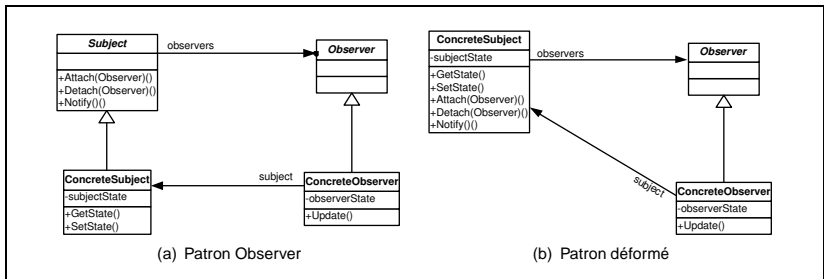 Subject
+Attach(Observer)()
+Detach(Observer)()
+Notify()()
observers
Observer
ConcreteSubject
-subjectState
+GetState()
+SetState()
subject
ConcreteObserver
-observerState
+Update()
(a) Patron Observer
ConcreteSubject
-subjectState
+GetState()
+SetState()
+Attach(Observer)()
+Detach(Observer)()
+Notify()()
observers
Observer
subject
ConcreteObserver
-observerState
+Update()
(b) Patron déformé